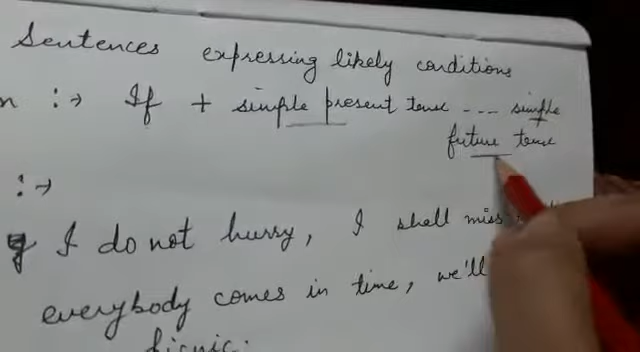 Sentences expressing likely conditions
n :→ If + simple present tense --- simple
future tense
:→
I do not hurry, I shall miss
everybody comes in time, we'll
picnic.